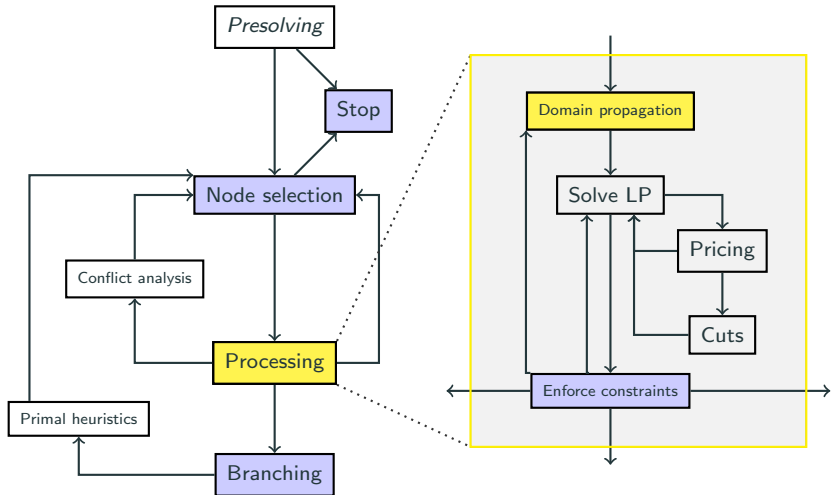 Presolving
Stop
Node selection
Conflict analysis
Processing
Primal heuristics
Branching
Domain propagation
Solve LP
Pricing
Cuts
Enforce constraints